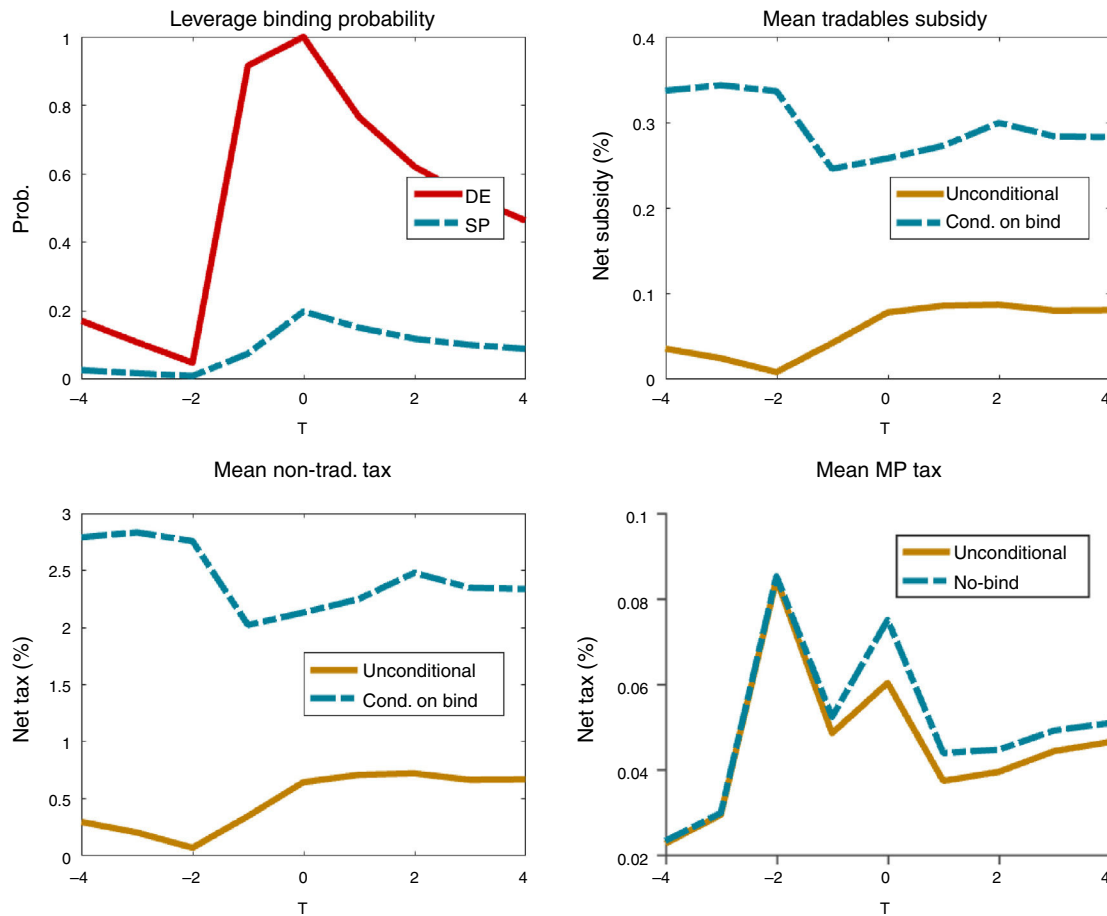 Leverage binding probability
1
0.8
0.6
0.4
0.2
0
Prob.
DE
SP
−4
−2
0
2
4
T
Mean tradables subsidy
0.4
0.3
0.2
0.1
0
Net subsidy (%)
Unconditional
Cond. on bind
−4
−2
0
2
4
T
Mean non-trad. tax
3
2.5
2
1.5
1
0.5
0
Net tax (%)
Unconditional
Cond. on bind
−4
−2
0
2
4
T
Mean MP tax
0.1
0.08
0.06
0.04
0.02
Net tax (%)
Unconditional
No-bind
−4
−2
0
2
4
T